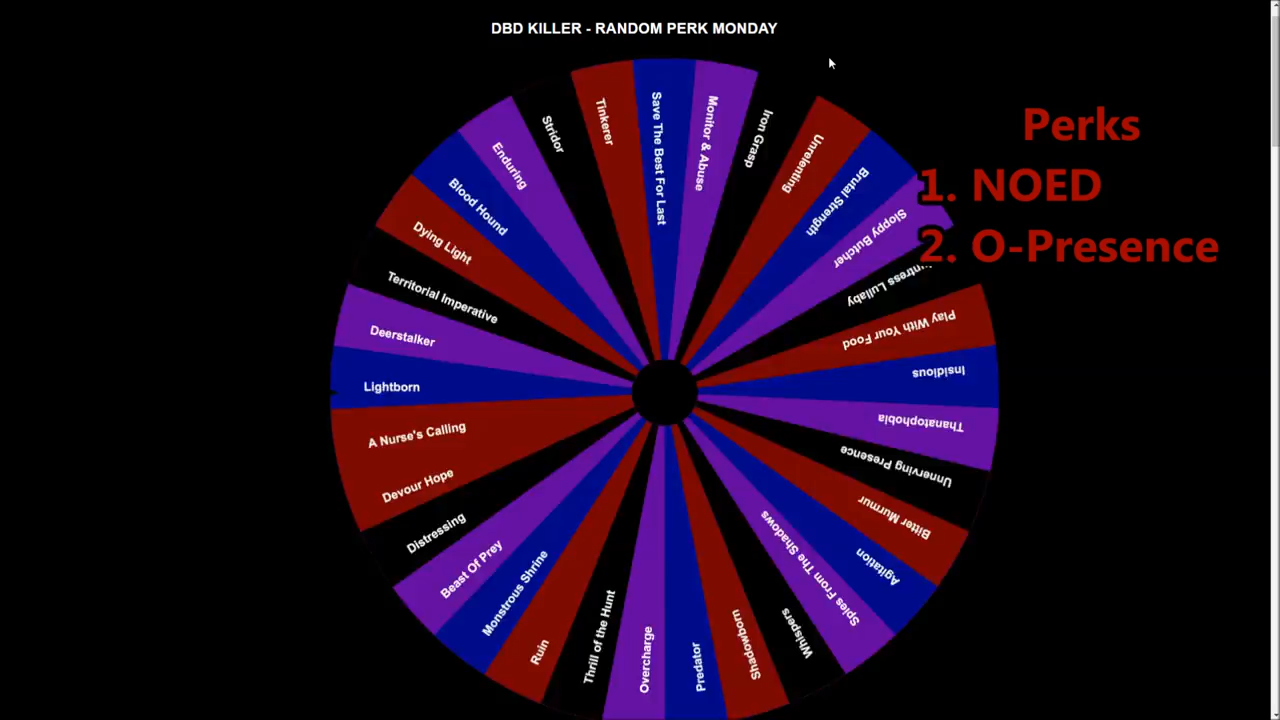 DBD KILLER - RANDOM PERK MONDAY
Perks
1. NOED
2. O-Presence
Save The Best For Last
Monitor & Abuse
Iron Grasp
Unrelenting
Brutal Strength
Sloppy Butcher
Lullaby
Play With Your Food
Insidious
Thanatophobia
Unnerving Presence
Bitter Murmur
Agitation
Spies From The Shadows
Whispers
Shadowborn
Predator
Overcharge
Thrill of the Hunt
Ruin
Monstrous Shrine
Beast Of Prey
Distressing
Devour Hope
A Nurse's Calling
Lightborn
Deerstalker
Territorial Imperative
Dying Light
Blood Hound
Enduring
Stridor
Tinkerer